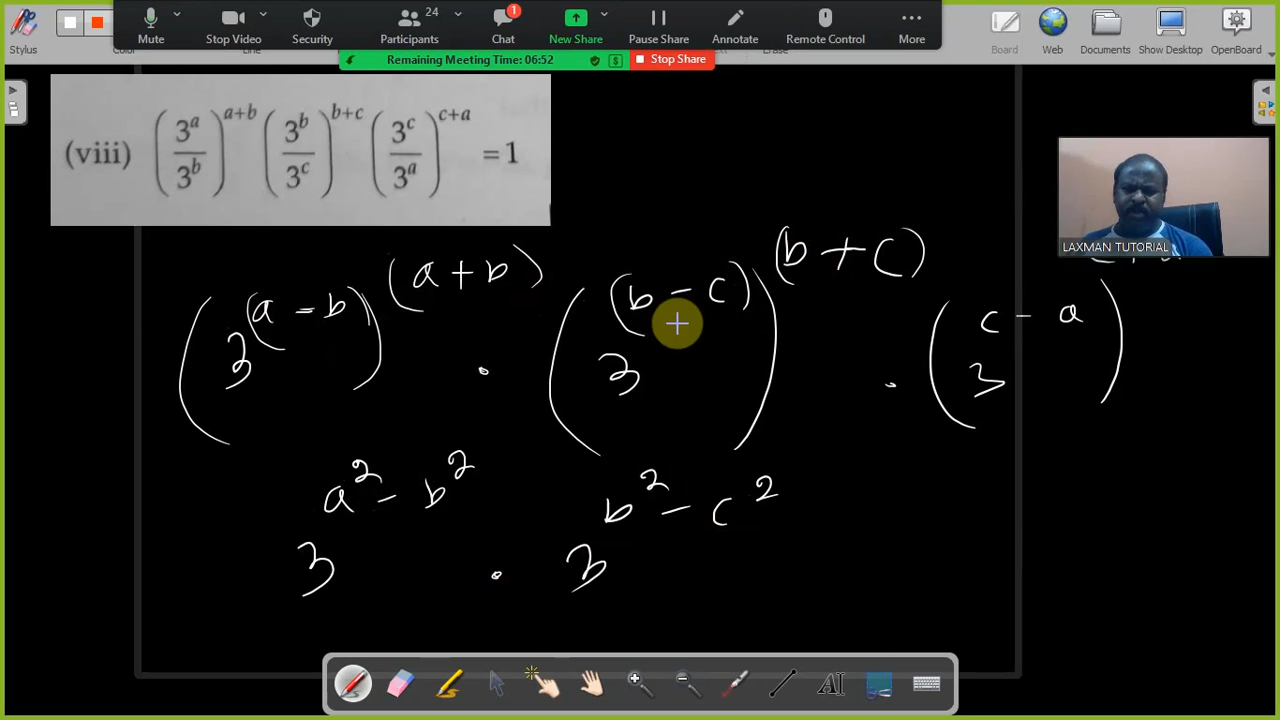 Mute Stop Video Security 24 Participants 1 Chat New Share Pause Share Annotate Remote Control More
Stylus Board Web Documents Show Desktop OpenBoard
Remaining Meeting Time: 06:52 $ Stop Share
(viii) (3^a/3^b)^{a+b} (3^b/3^c)^{b+c} (3^c/3^a)^{c+a} = 1
LAXMAN TUTORIAL
(3^{(a-b)})^{(a+b)} . (3^{(b-c)})^{(b+c)} . (3^{c-a})
3^{a²-b²} . 3^{b²-c²}
AI